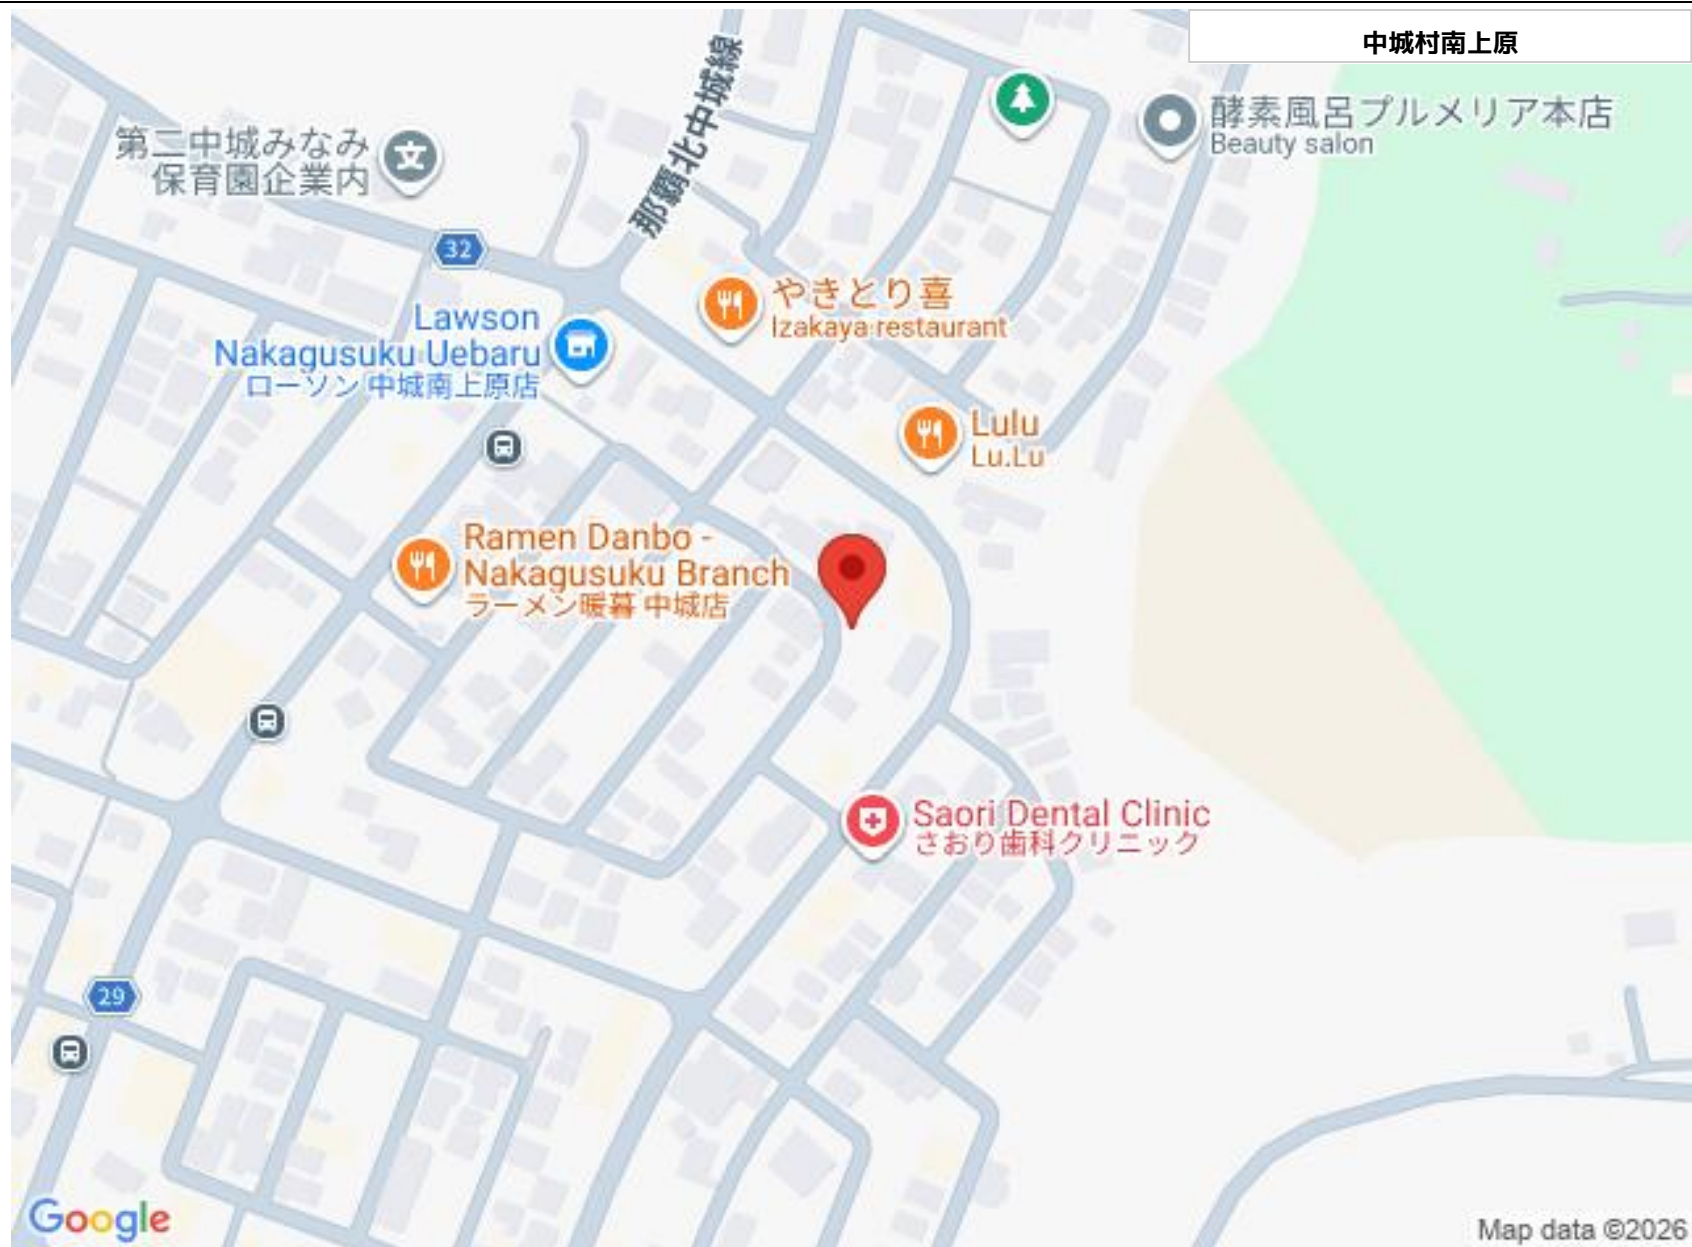 中城村南上原
那覇北中城線
酵素風呂プルメリア本店
Beauty salon
第二中城みなみ
保育園企業内
文
32
やきとり喜
Izakaya restaurant
Lawson
Nakagusuku Uebaru
ローソン 中城南上原店
Lulu
Lu.Lu
Ramen Danbo -
Nakagusuku Branch
ラーメン暖暮 中城店
Saori Dental Clinic
さおり歯科クリニック
29
Google
Map data ©2026